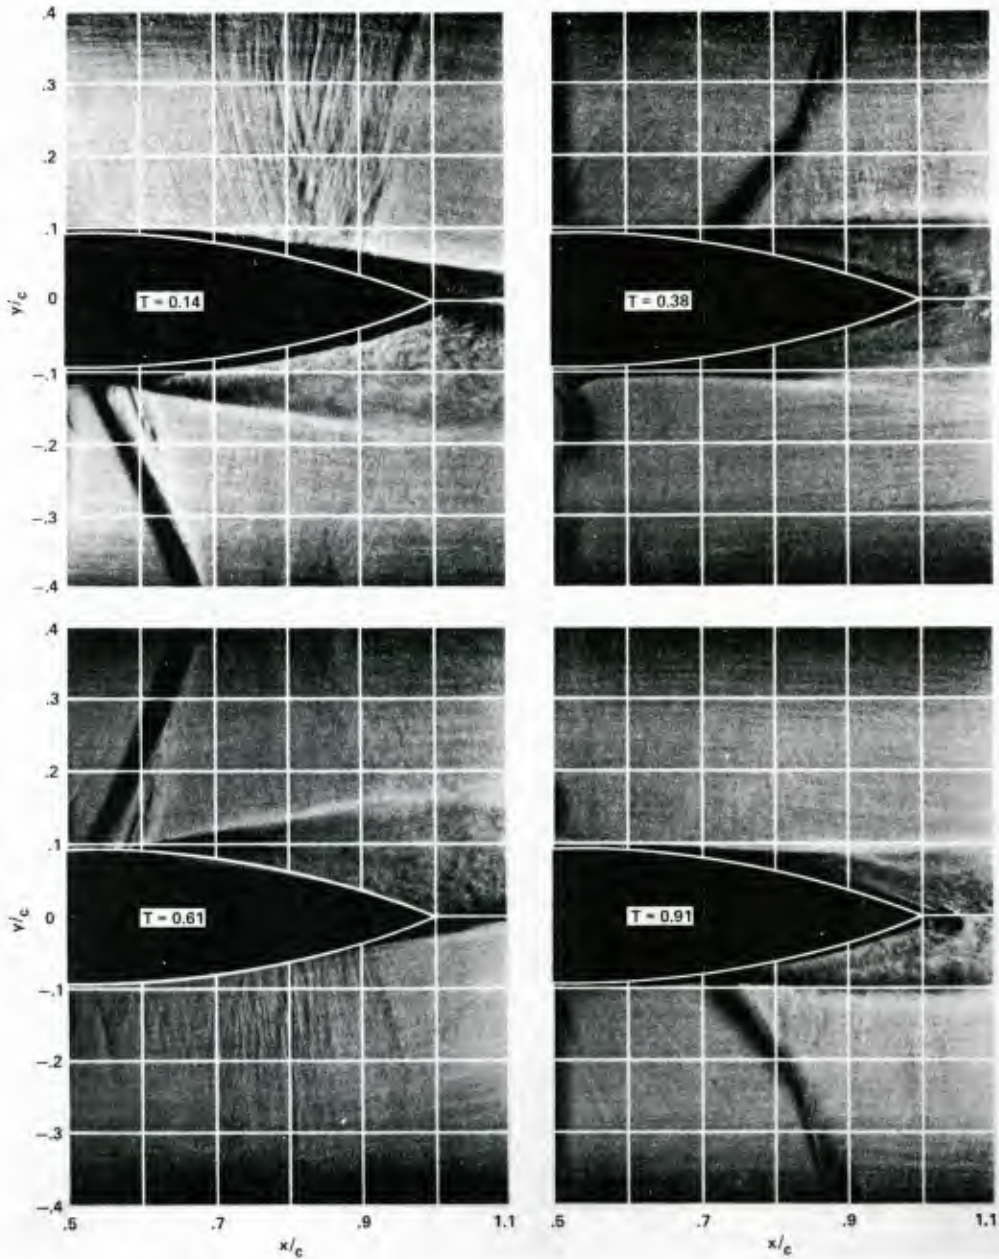 .4
.3
.2
.1
0
−.1
−.2
−.3
−.4
y/c
T = 0.14
T = 0.38
.4
.3
.2
.1
0
−.1
−.2
−.3
−.4
y/c
T = 0.61
T = 0.91
.5 .7 .9 1.1
x/c
.5 .7 .9 1.1
x/c